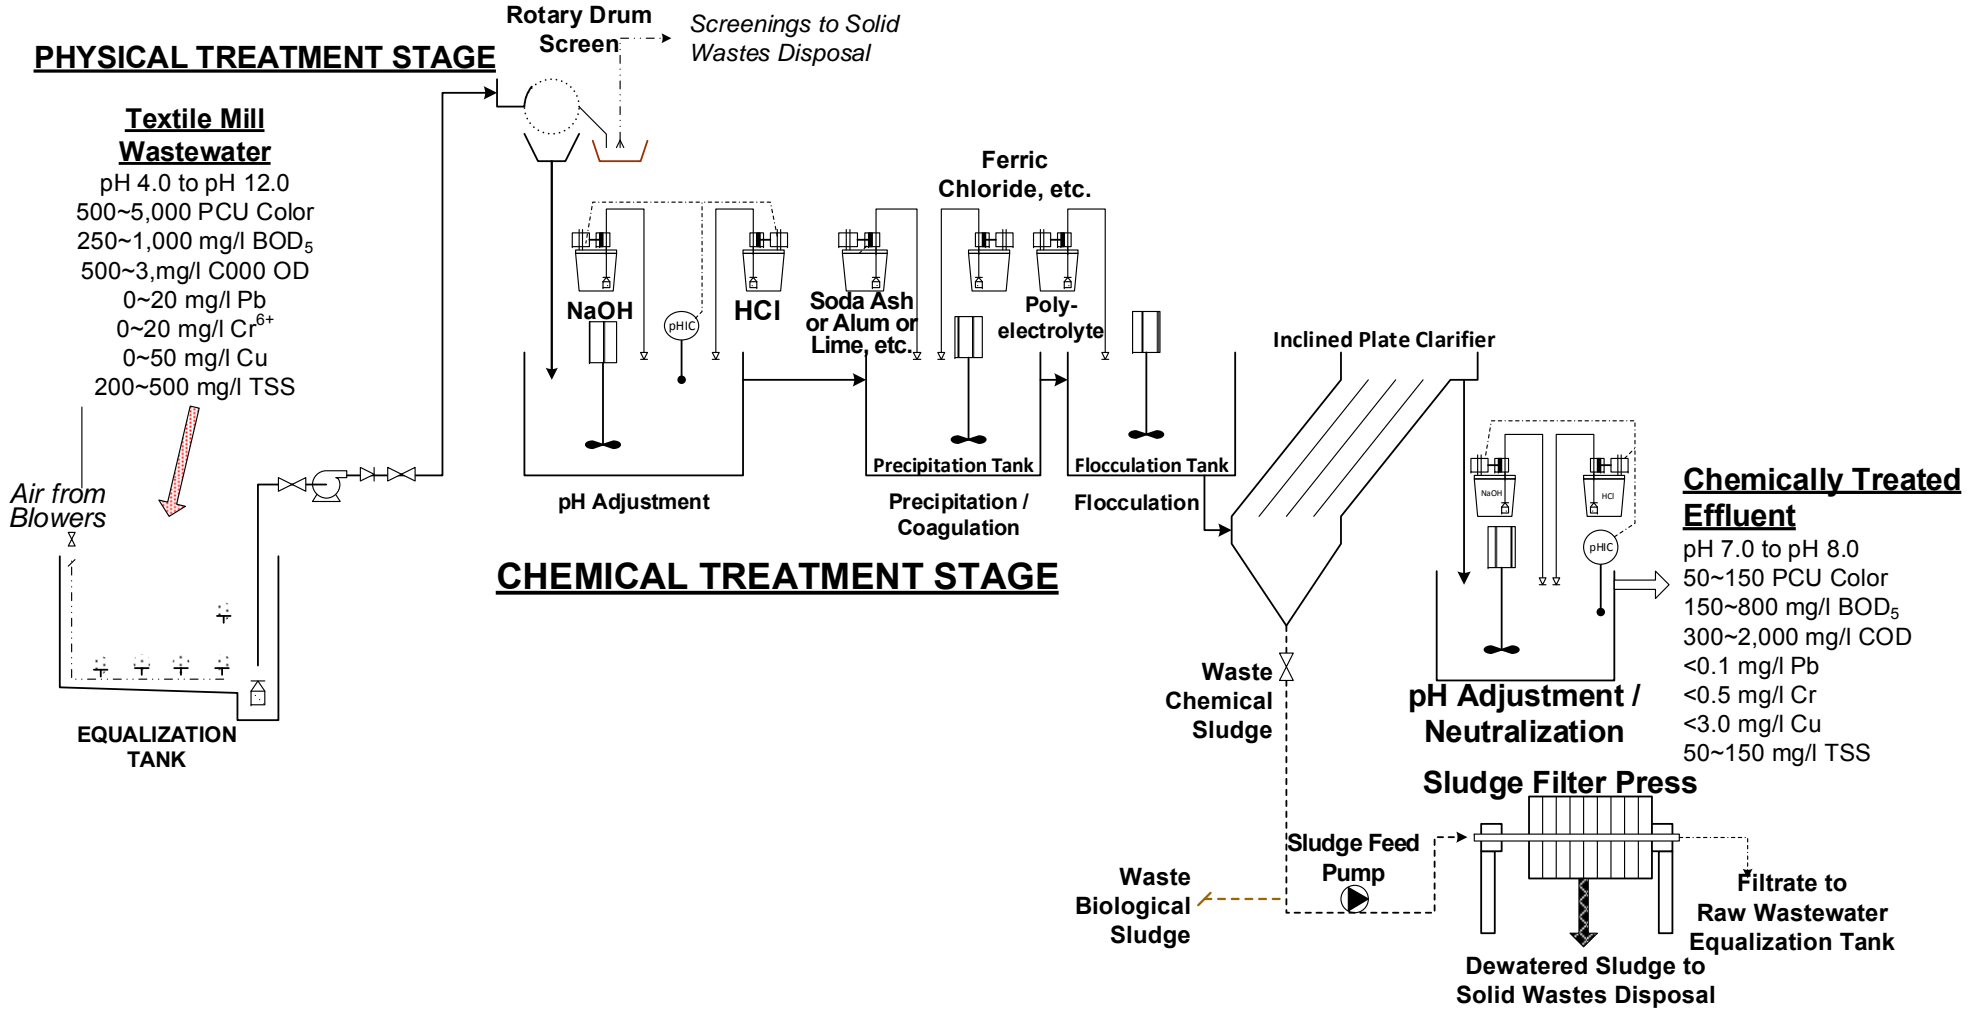 PHYSICAL TREATMENT STAGE
Rotary Drum
Screen
Screenings to Solid
Wastes Disposal
Textile Mill
Wastewater
pH 4.0 to pH 12.0
500~5,000 PCU Color
250~1,000 mg/l BOD5
500~3,mg/l C000 OD
0~20 mg/l Pb
0~20 mg/l Cr6+
0~50 mg/l Cu
200~500 mg/l TSS
Air from
Blowers
EQUALIZATION
TANK
NaOH
pHIC
HCl
pH Adjustment
Soda Ash
or Alum or
Lime, etc.
Ferric
Chloride, etc.
Poly-
electrolyte
Precipitation Tank
Precipitation /
Coagulation
Flocculation Tank
Flocculation
CHEMICAL TREATMENT STAGE
Inclined Plate Clarifier
NaOH
HCl
pHIC
pH Adjustment /
Neutralization
Chemically Treated
Effluent
pH 7.0 to pH 8.0
50~150 PCU Color
150~800 mg/l BOD5
300~2,000 mg/l COD
<0.1 mg/l Pb
<0.5 mg/l Cr
<3.0 mg/l Cu
50~150 mg/l TSS
Waste
Chemical
Sludge
Waste
Biological
Sludge
Sludge Feed
Pump
Sludge Filter Press
Filtrate to
Raw Wastewater
Equalization Tank
Dewatered Sludge to
Solid Wastes Disposal